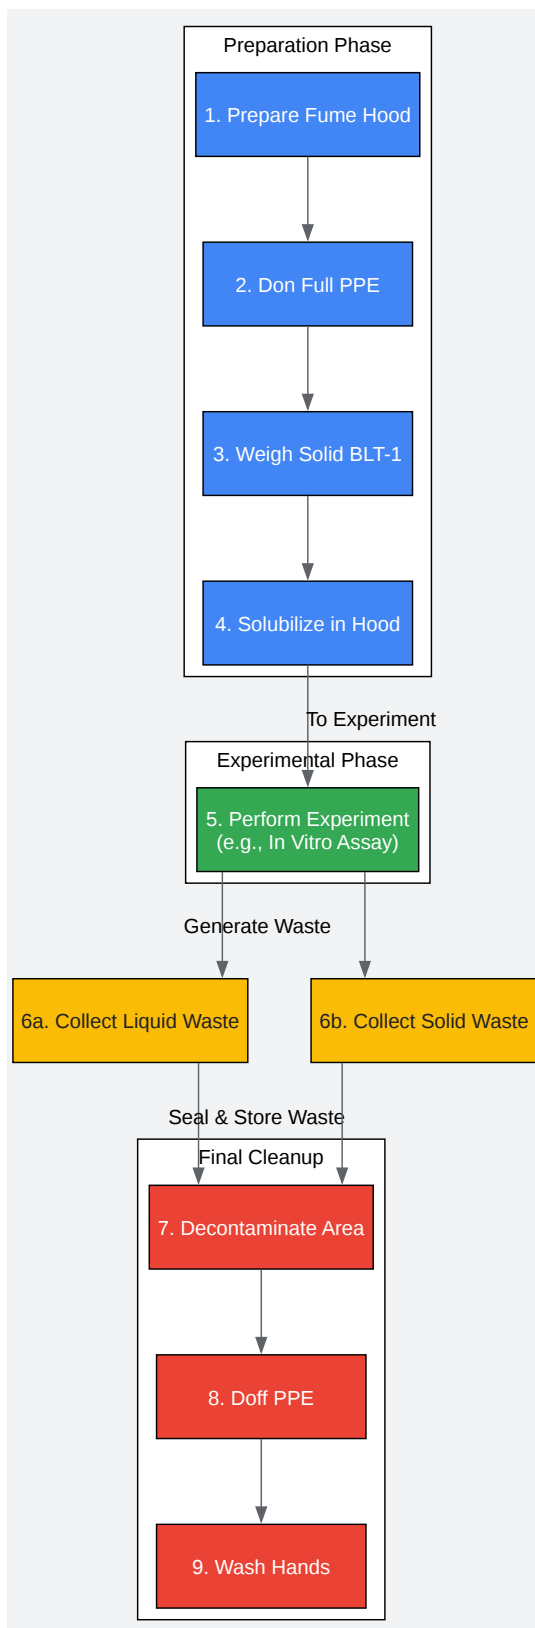 Preparation Phase
1. Prepare Fume Hood
2. Don Full PPE
3. Weigh Solid BLT-1
4. Solubilize in Hood
To Experiment
Experimental Phase
5. Perform Experiment
(e.g., In Vitro Assay)
Generate Waste
6a. Collect Liquid Waste
6b. Collect Solid Waste
Seal & Store Waste
Final Cleanup
7. Decontaminate Area
8. Doff PPE
9. Wash Hands